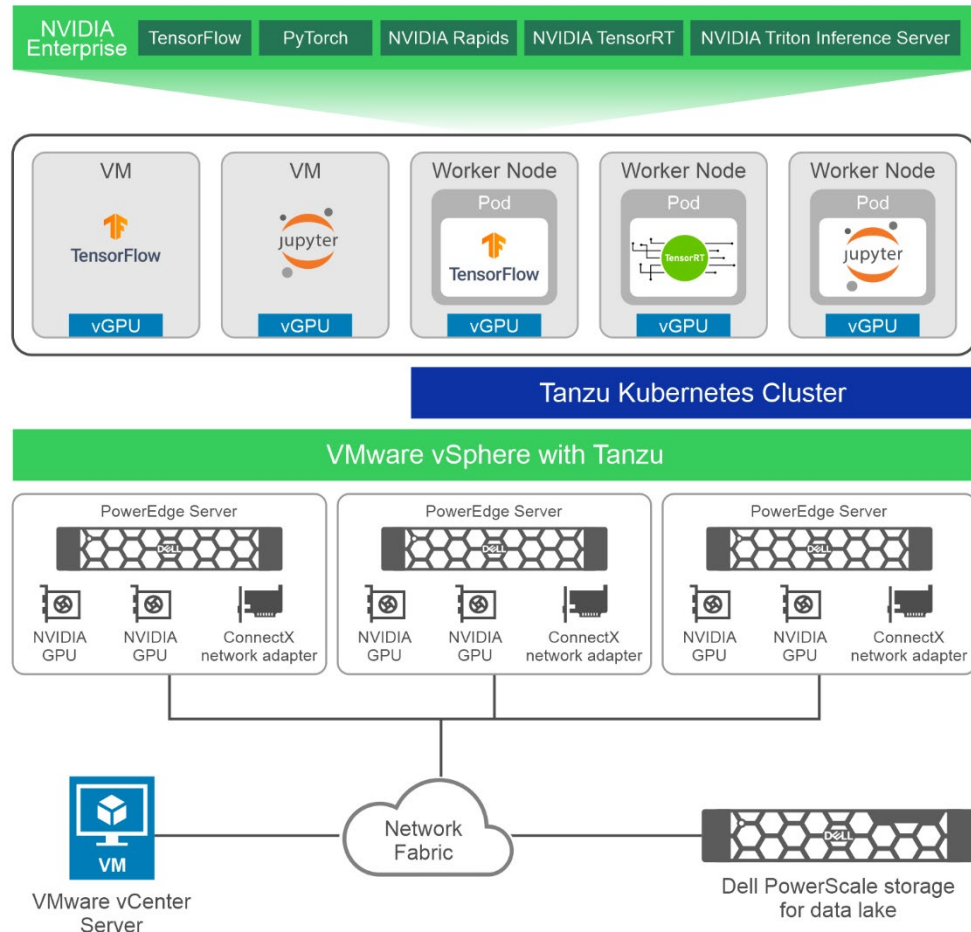 NVIDIA
Enterprise
TensorFlow
PyTorch
NVIDIA Rapids
NVIDIA TensorRT
NVIDIA Triton Inference Server
VM
VM
Worker Node
Worker Node
Worker Node
Pod
Pod
Pod
TensorFlow
jupyter
TensorFlow
TensorRT
jupyter
vGPU
vGPU
vGPU
vGPU
vGPU
Tanzu Kubernetes Cluster
VMware vSphere with Tanzu
PowerEdge Server
PowerEdge Server
PowerEdge Server
DELL
DELL
DELL
NVIDIA
GPU
NVIDIA
GPU
ConnectX
network adapter
NVIDIA
GPU
NVIDIA
GPU
ConnectX
network adapter
NVIDIA
GPU
NVIDIA
GPU
ConnectX
network adapter
VM
VMware vCenter
Server
Network
Fabric
DELL
Dell PowerScale storage
for data lake